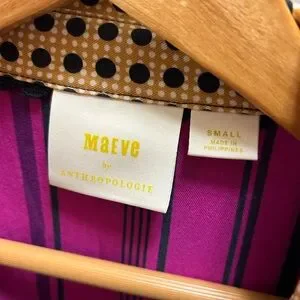 Maeve
by
ANTHROPOLOGIE
SMALL
MADE IN
PHILIPPINES